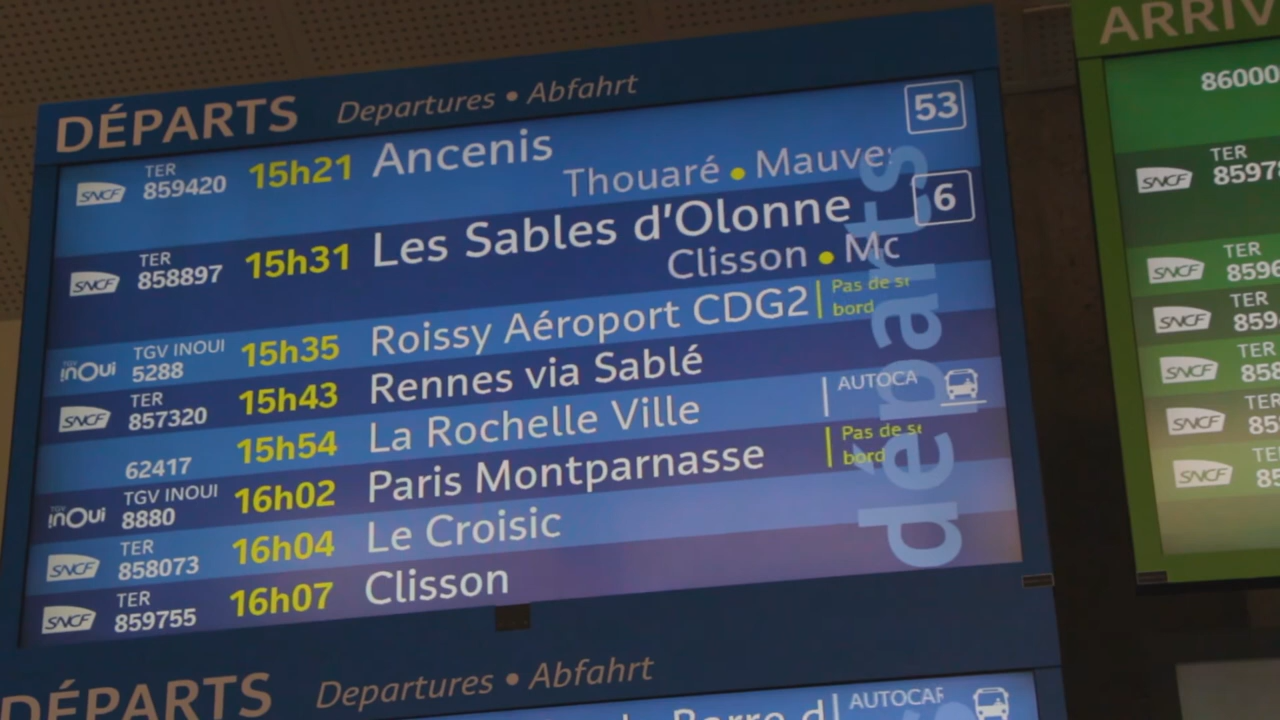 DÉPARTS Departures • Abfahrt
SNCF TER 859420 15h21 Ancenis 53
Thouaré • Mauve
SNCF TER 858897 15h31 Les Sables d'Olonne 6
Clisson •
TGV inOui TGV INOUI 5288 15h35 Roissy Aéroport CDG2 Pas de
bord
SNCF TER 857320 15h43 Rennes via Sablé
62417 15h54 La Rochelle Ville AUTOCA
TGV inOui TGV INOUI 8880 16h02 Paris Montparnasse Pas de
bord
SNCF TER 858073 16h04 Le Croisic
SNCF TER 859755 16h07 Clisson
départs
DÉPARTS Departures • Abfahrt
AUTOCAR
ARRIV
86000
SNCF TER 8597
SNCF TER 8596
SNCF TER 859
SNCF TER 858
SNCF TER 85
SNCF TE 85